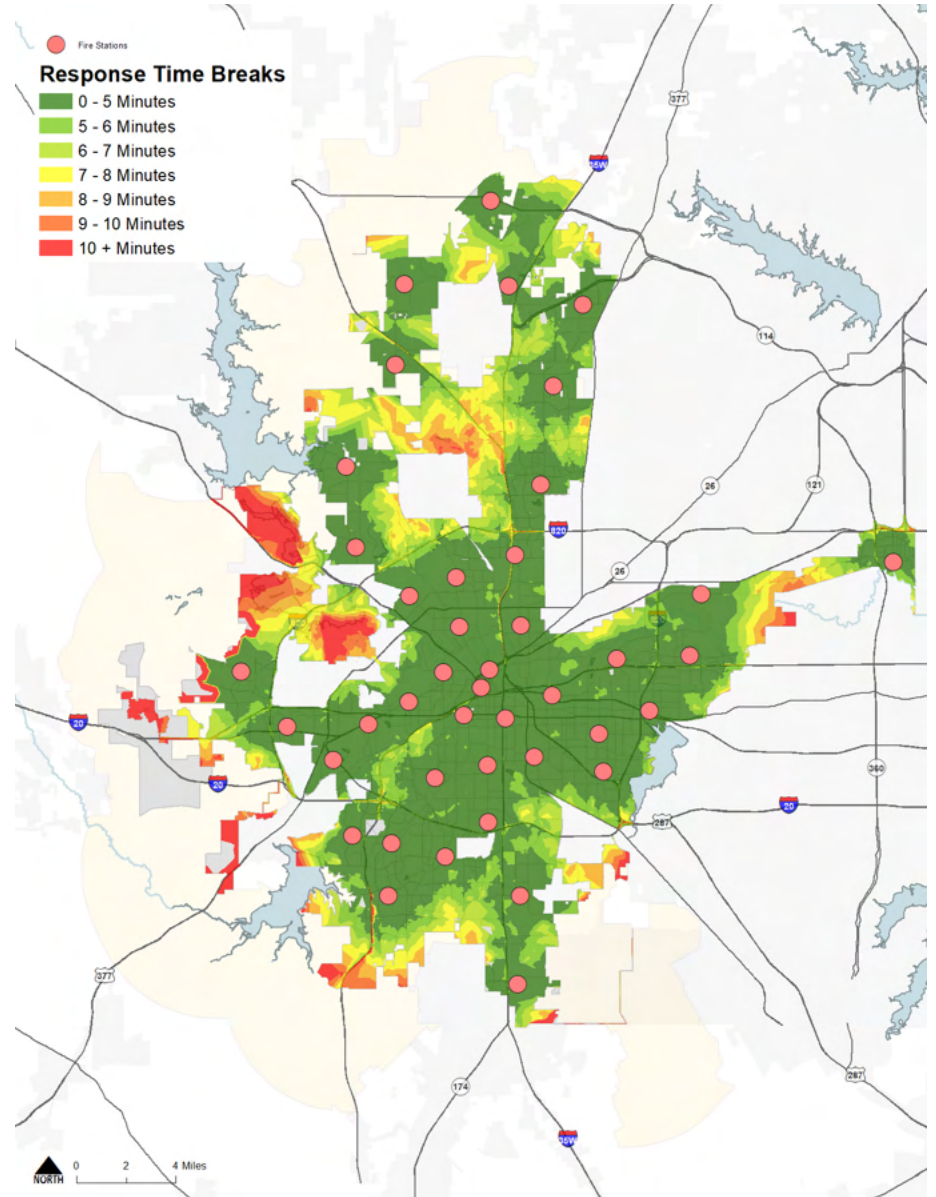 Fire Stations
Response Time Breaks
0 - 5 Minutes
5 - 6 Minutes
6 - 7 Minutes
7 - 8 Minutes
8 - 9 Minutes
9 - 10 Minutes
10 + Minutes
377
35W
114
26
121
820
26
20
20
360
20
287
377
287
174
35W
NORTH
0 2 4 Miles